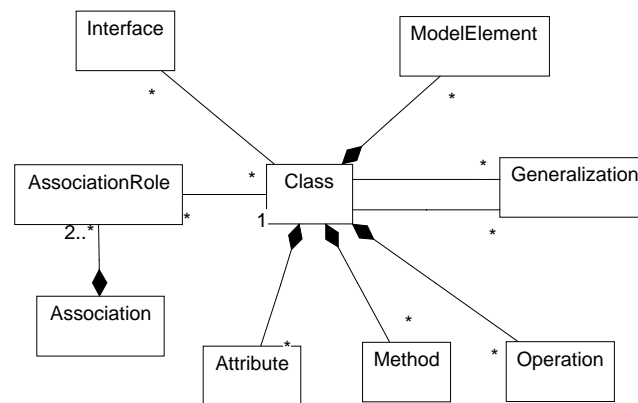 Interface
ModelElement
*
*
AssociationRole
*
Class
*
Generalization
2..*
*
1
*
Association
Attribute
*
Method
*
Operation
*